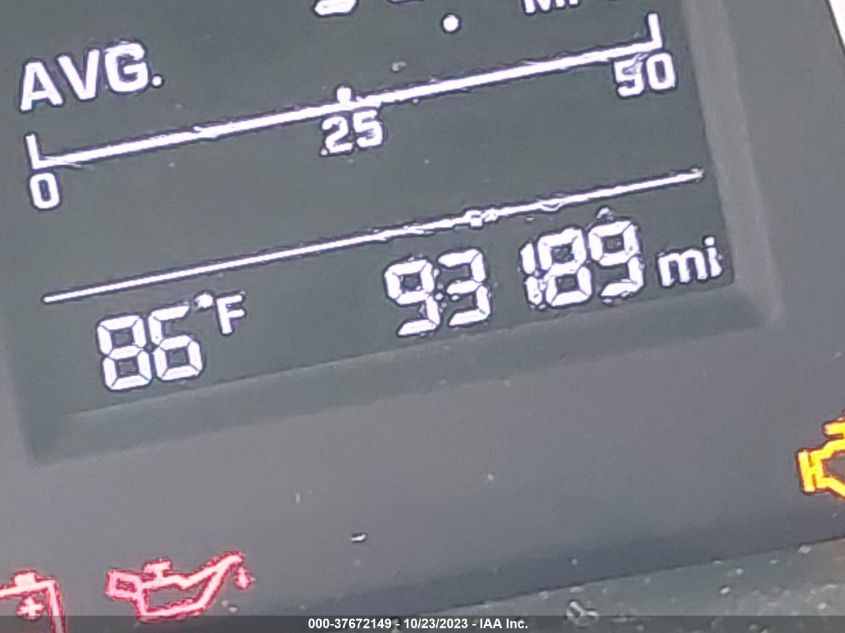 AVG.
0 25 50
86°F 93189 mi
000-37672149 - 10/23/2023 - IAA Inc.